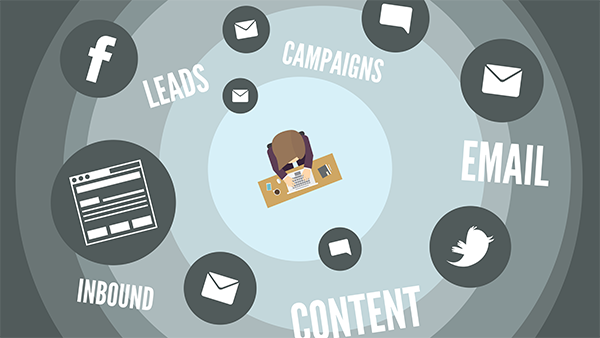 LEADS
CAMPAIGNS
EMAIL
INBOUND
CONTENT